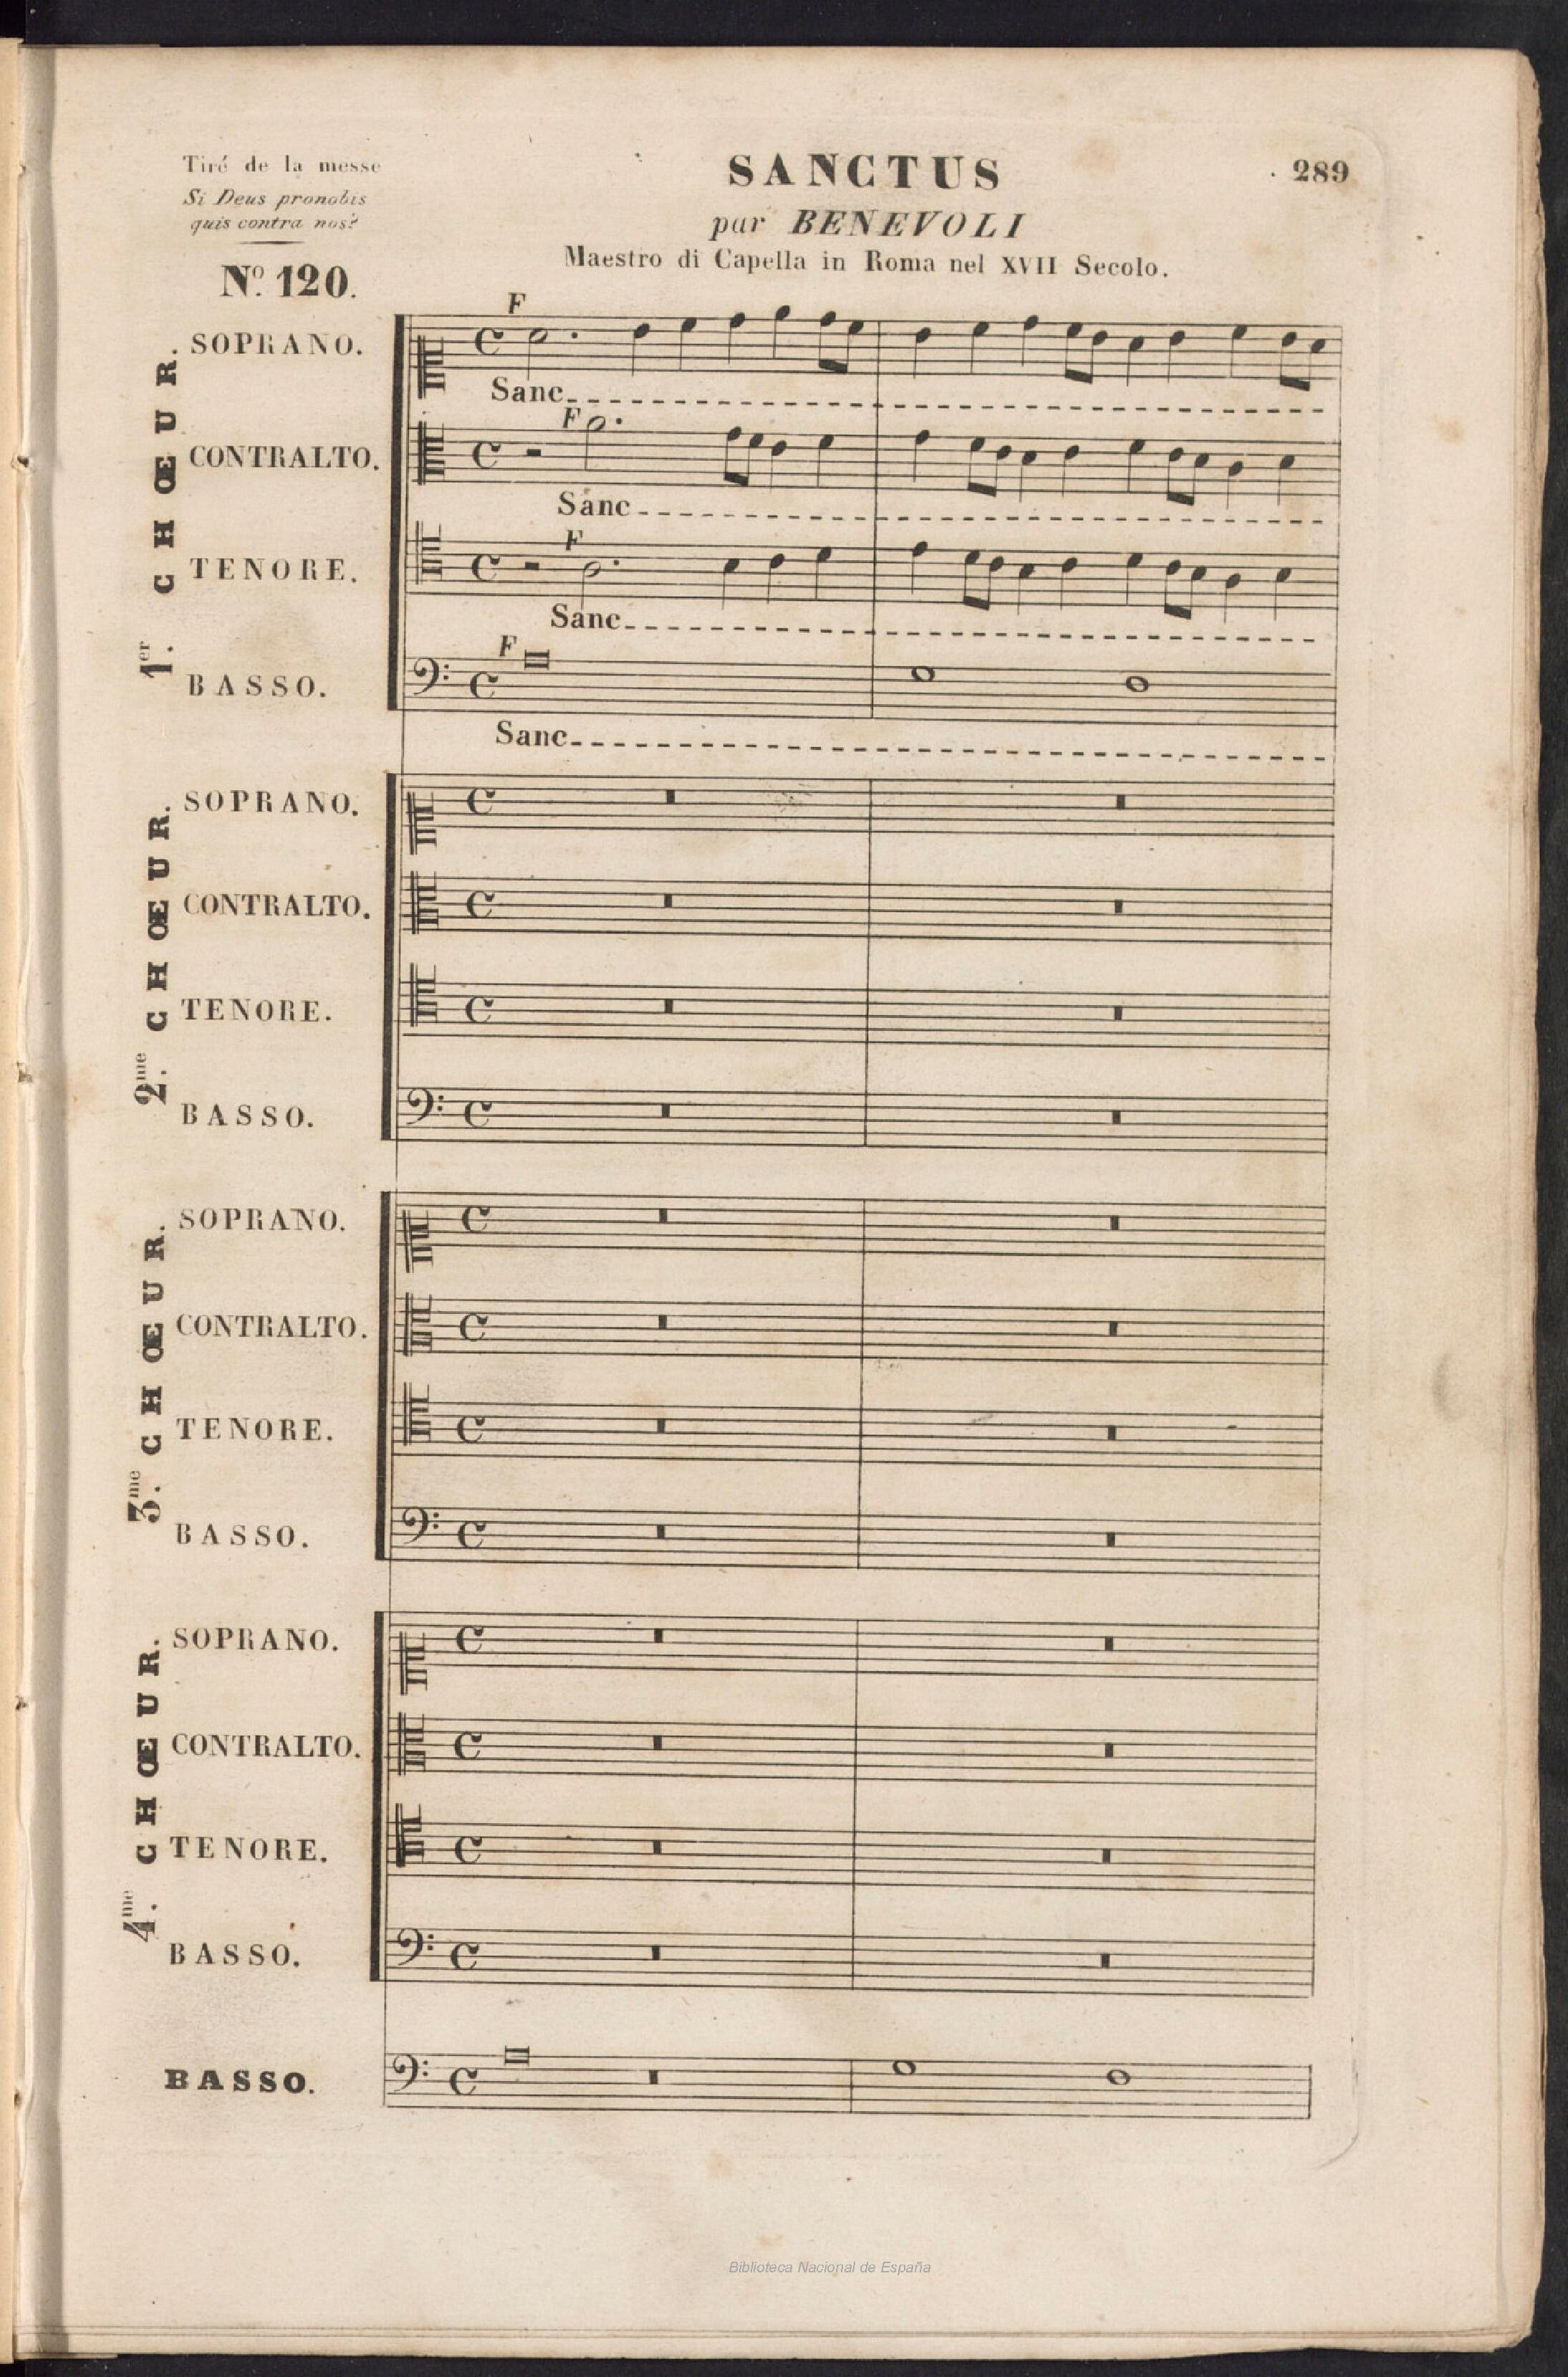 Tiré de la messe
Si Deus pronobis
quis contra nos?
Nº 120.
SANCTUS
par BENEVOLI
Maestro di Capella in Roma nel XVII Secolo.
289
1er CHŒUR.
SOPRANO.
F
Sanc
CONTRALTO.
F
Sanc
TENORE.
F
Sanc
BASSO.
F
Sanc
2me CHŒUR.
SOPRANO.
CONTRALTO.
TENORE.
BASSO.
3me CHŒUR.
SOPRANO.
CONTRALTO.
TENORE.
BASSO.
4me CHŒUR.
SOPRANO.
CONTRALTO.
TENORE.
BASSO.
BASSO.
Biblioteca Nacional de España